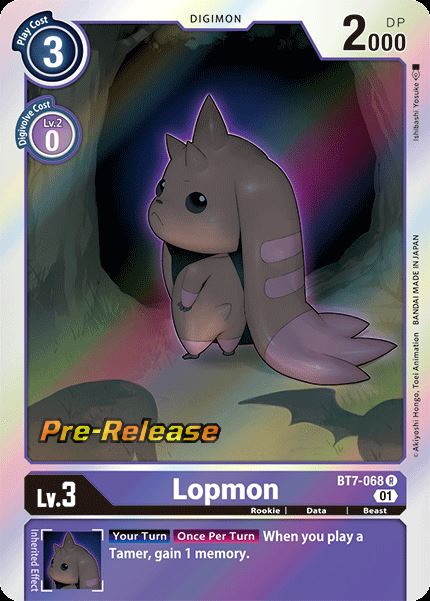 DIGIMON
Play Cost
3
DP
2000
Digivolve Cost
Lv.2
0
Ishibashi Yosuke
©Akiyoshi Hongo, Toei Animation BANDAI MADE IN JAPAN
Pre-Release
BT7-068 R
Lv.3
Lopmon
01
Rookie | Data | Beast
Inherited Effect
Your Turn Once Per Turn When you play a
Tamer, gain 1 memory.